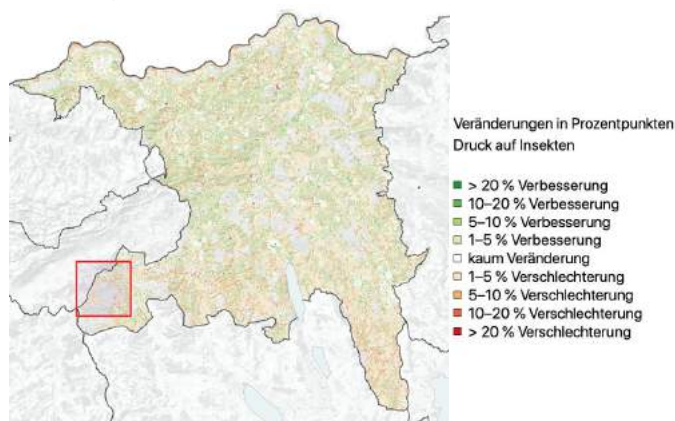 Veränderungen in Prozentpunkten
Druck auf Insekten
> 20 % Verbesserung
10–20 % Verbesserung
5–10 % Verbesserung
1–5 % Verbesserung
kaum Veränderung
1–5 % Verschlechterung
5–10 % Verschlechterung
10–20 % Verschlechterung
> 20 % Verschlechterung